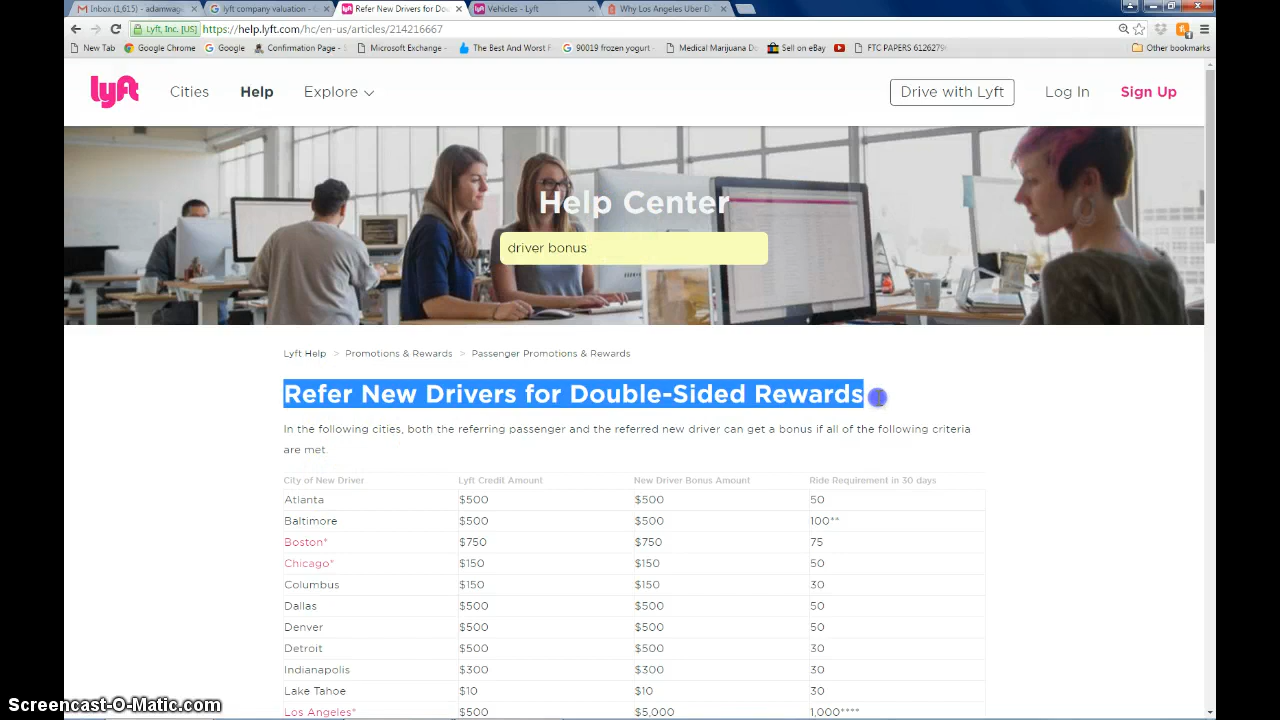 Inbox (1,615) - adamwag
lyft company valuation - G
Refer New Drivers for Dou
Vehicles - Lyft
Why Los Angeles Uber Dr
Lyft, Inc. [US]
https://help.lyft.com/hc/en-us/articles/214216667
New Tab
Google Chrome
Google
Confirmation Page -
Microsoft Exchange -
The Best And Worst F
90019 frozen yogurt -
Medical Marijuana Do
Sell on eBay
FTC PAPERS 6126279
Other bookmarks
lyft
Cities
Help
Explore
Drive with Lyft
Log In
Sign Up
Help Center
driver bonus
Lyft Help > Promotions & Rewards > Passenger Promotions & Rewards
Refer New Drivers for Double-Sided Rewards
In the following cities, both the referring passenger and the referred new driver can get a bonus if all of the following criteria
are met
City of New Driver Lyft Credit Amount New Driver Bonus Amount Ride Requirement in 30 days
Atlanta $500 $500 50
Baltimore $500 $500 100**
Boston* $750 $750 75
Chicago* $150 $150 50
Columbus $150 $150 30
Dallas $500 $500 50
Denver $500 $500 50
Detroit $500 $500 30
Indianapolis $300 $300 30
Lake Tahoe $10 $10 30
Los Angeles* $500 $5,000 1,000****
Screencast-O-Matic.com